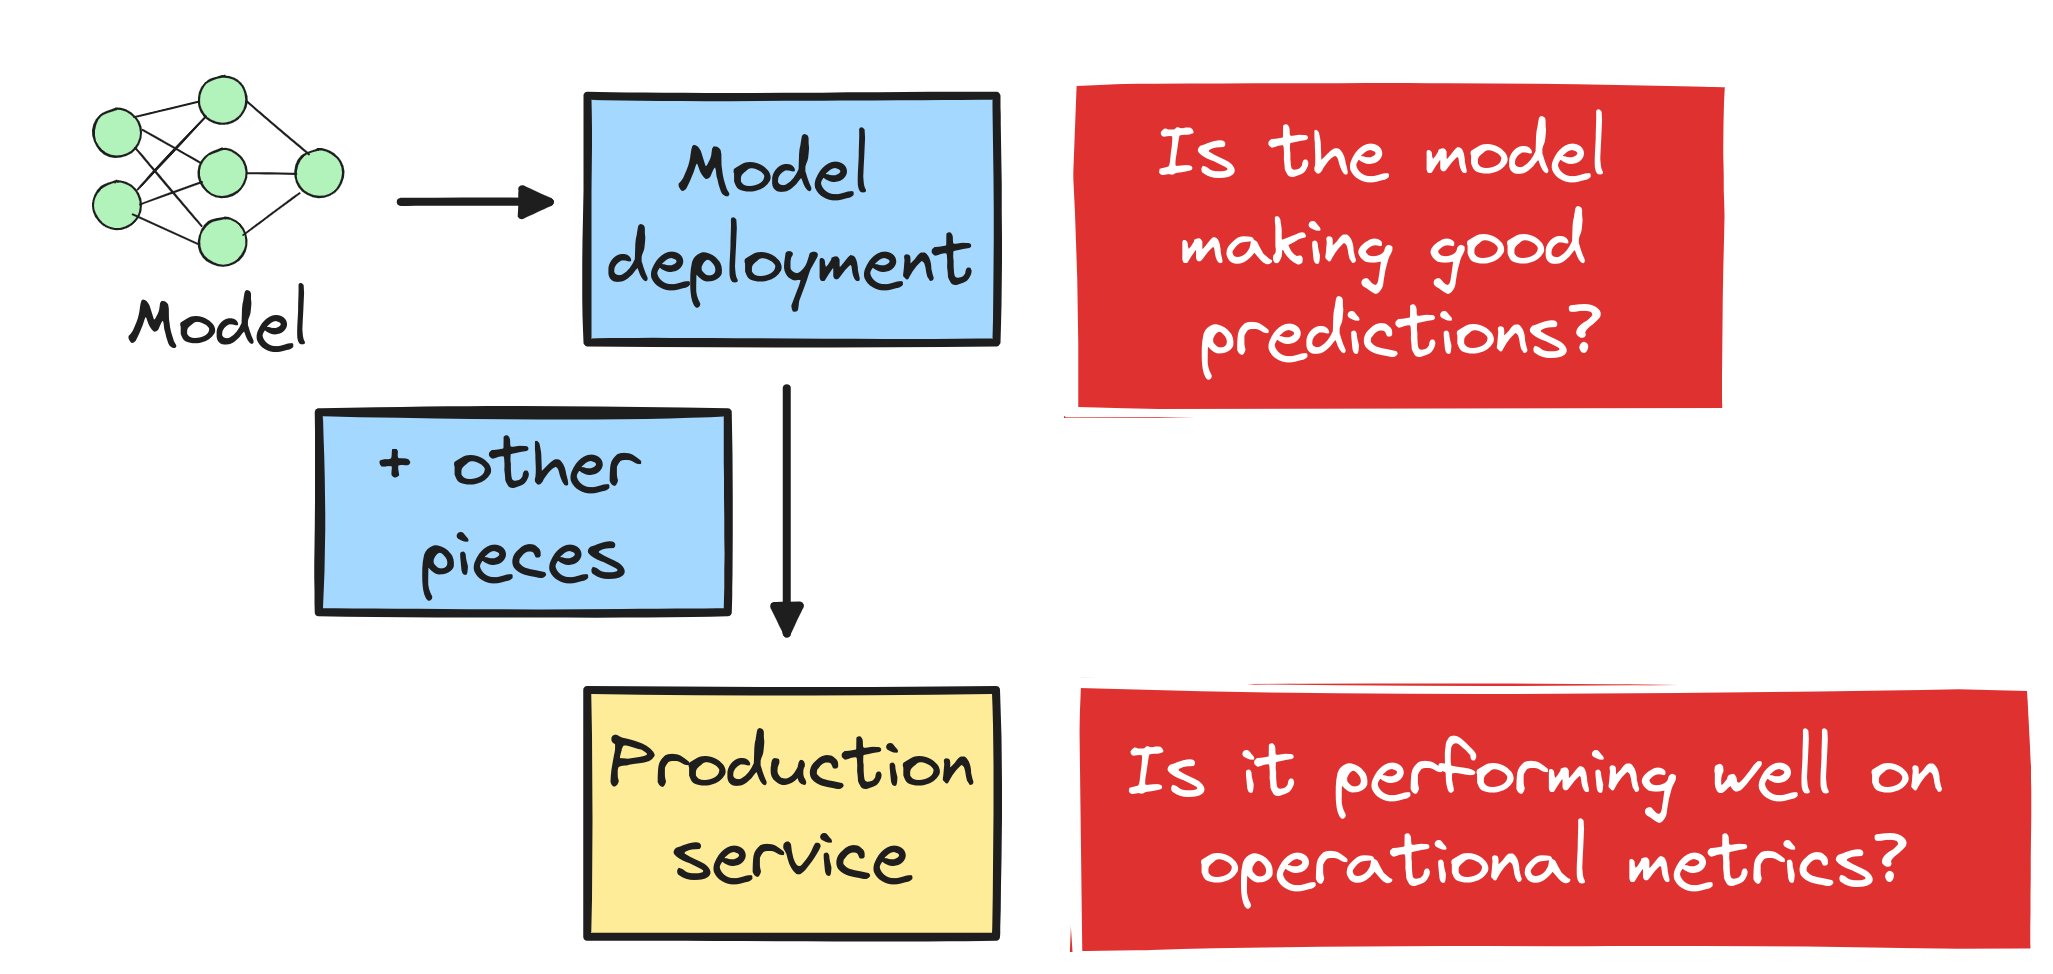 Model
Model
deployment
Is the model
making good
predictions?
+ other
pieces
Production
service
Is it performing well on
operational metrics?